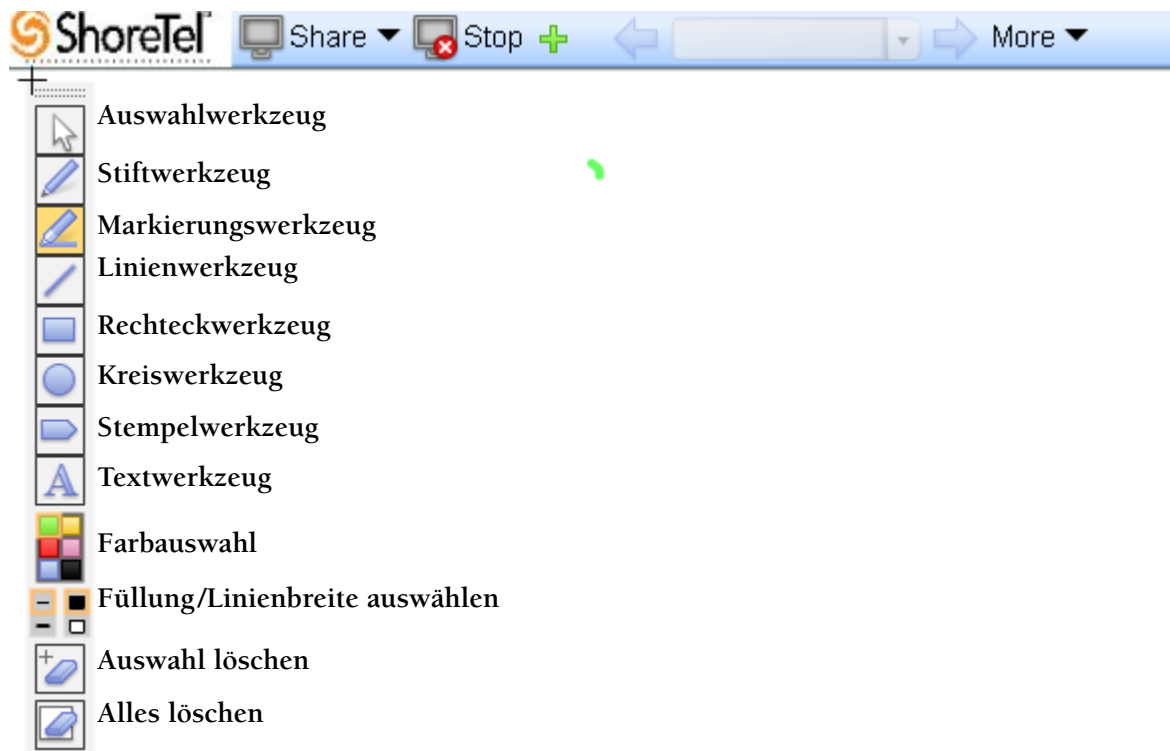 ShoreTel Share Stop More
Auswahlwerkzeug
Stiftwerkzeug
Markierungswerkzeug
Linienwerkzeug
Rechteckwerkzeug
Kreiswerkzeug
Stempelwerkzeug
Textwerkzeug
Farbauswahl
Füllung/Linienbreite auswählen
Auswahl löschen
Alles löschen